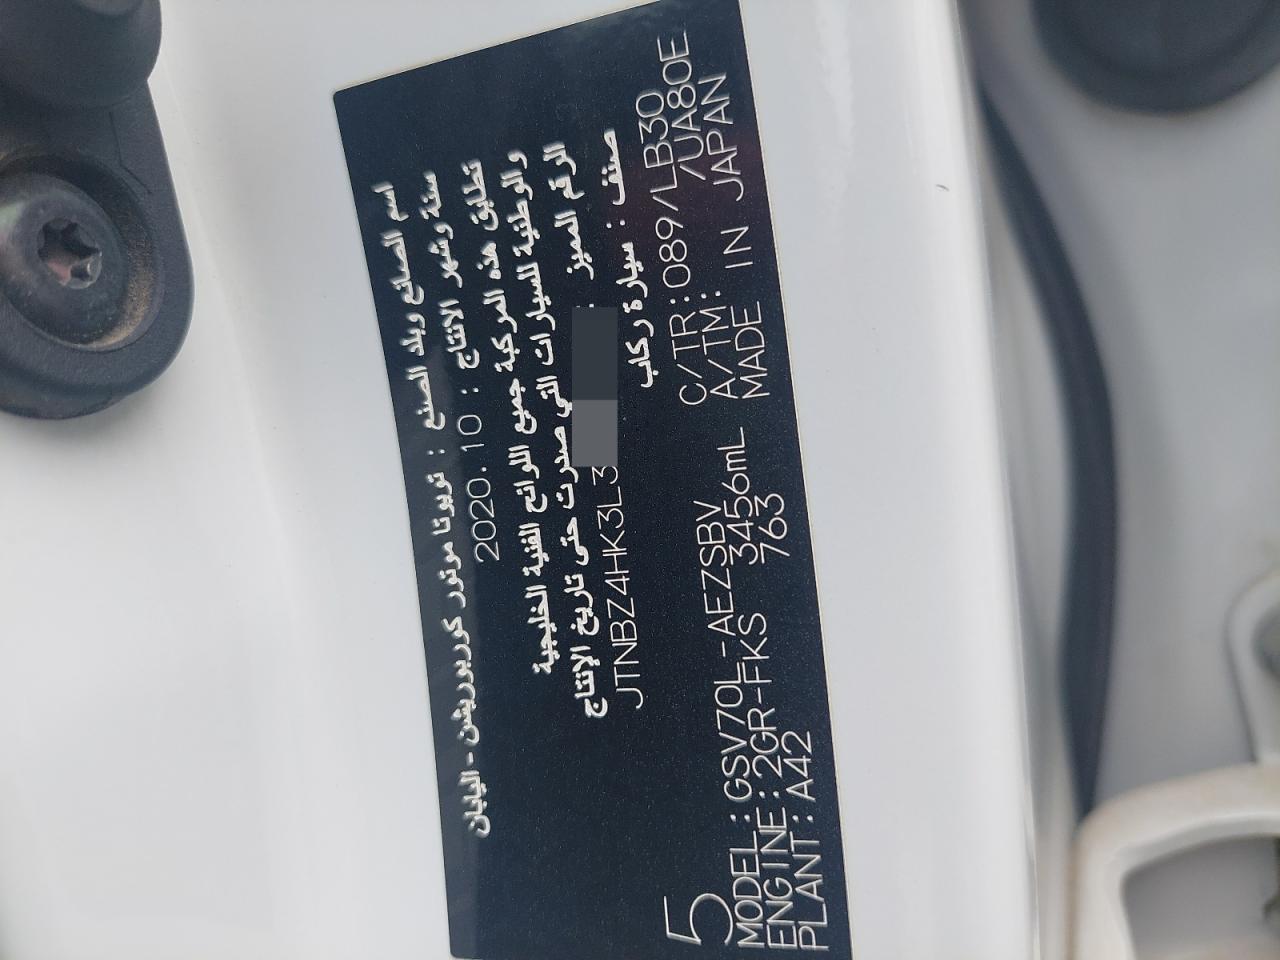 اسم الصانع وبلد الصنع : تويوتا موتور كوربوريشن - اليابان
سنة وشهر الانتاج : 2020.10
تطابق هذه المركبة جميع اللوائح الفنية الخليجية
و الوطنية للسيارات التي صدرت حتى تاريخ الإنتاج
الرقم المميز : JTNBZ4HK3L3
صنف : سيارة ركاب
5
C/TR:089/LB30
MODEL:GSV70L-AEZSBV A/TM: /UA80E
ENGINE:2GR-FKS 3456mL MADE IN JAPAN
PLANT:A42 763